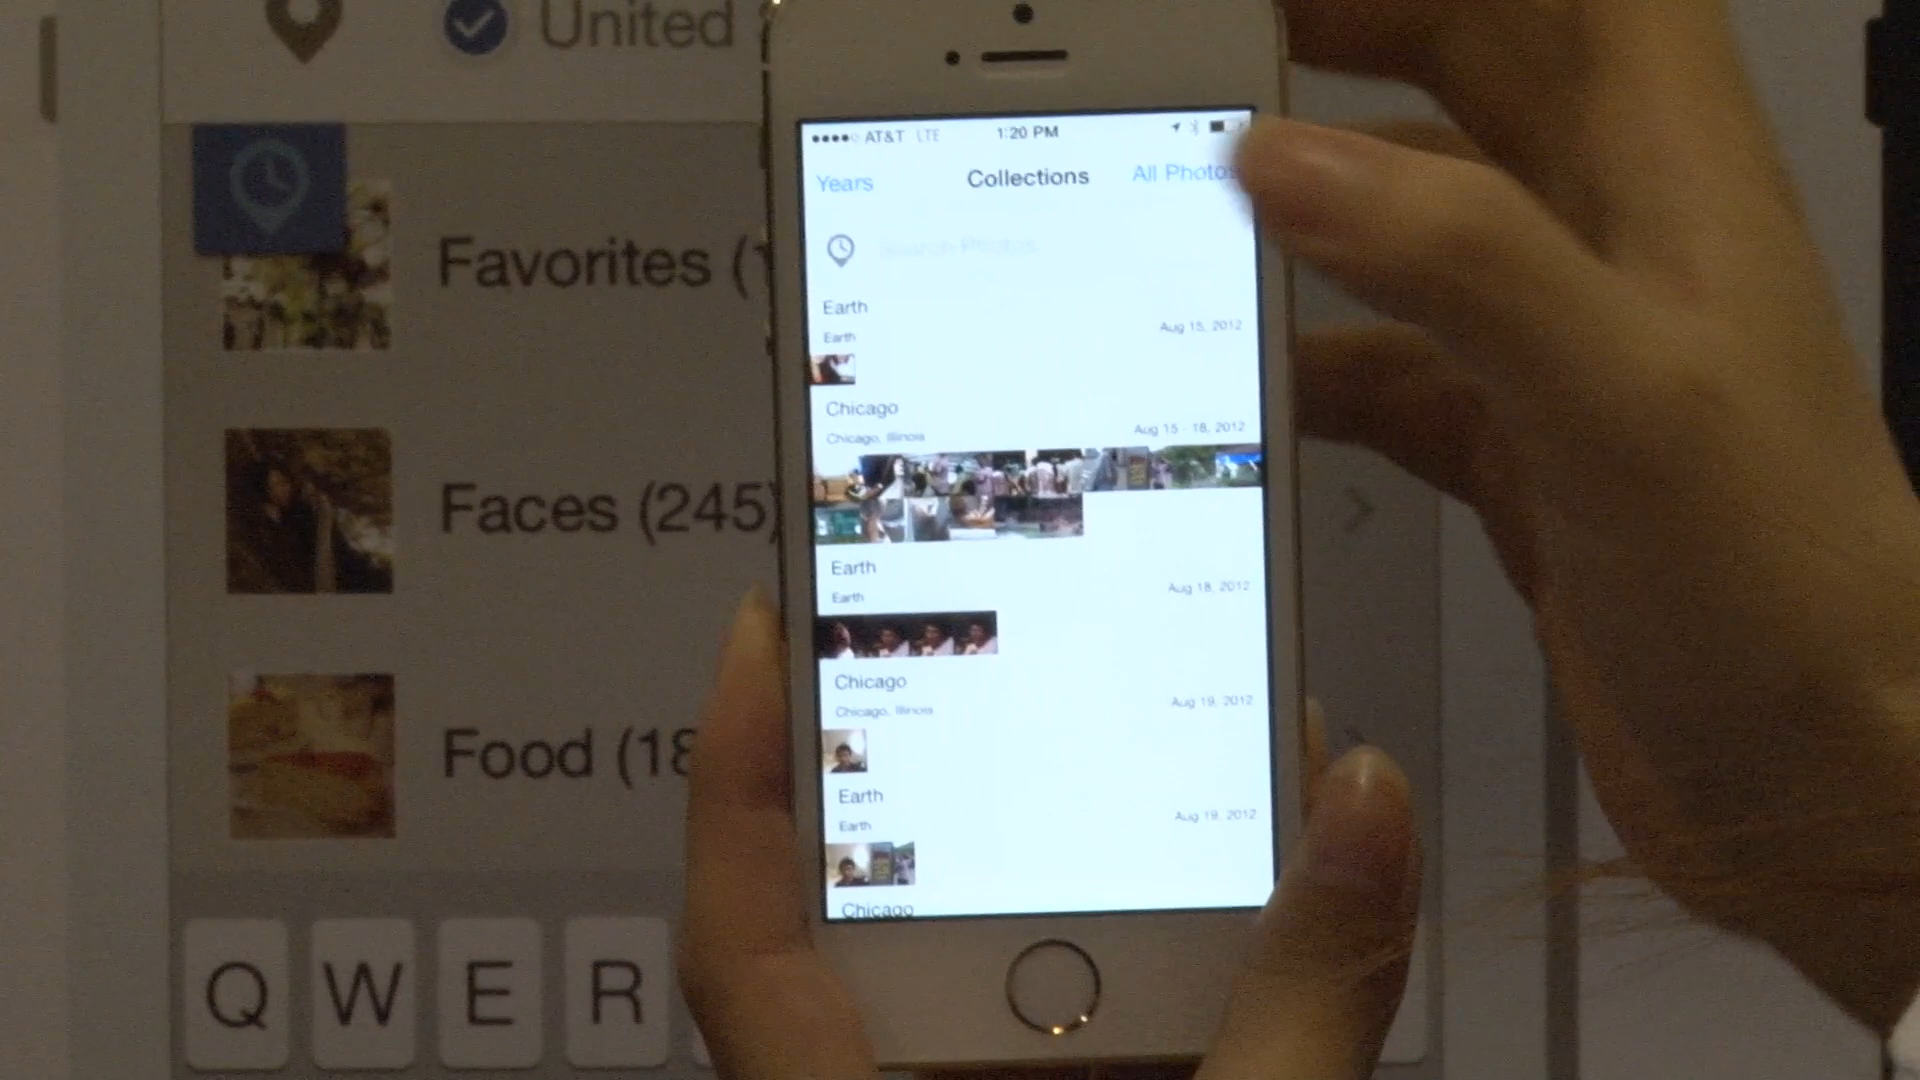 United
Favorites (
Faces (245)
Food (18
Q W E R
AT&T LTE 1:20 PM
Years Collections All Photos
Search Photos
Earth
Earth Aug 15, 2012
Chicago
Chicago, Illinois Aug 15 - 18, 2012
Earth
Earth Aug 18, 2012
Chicago
Chicago, Illinois Aug 19, 2012
Earth
Earth Aug 19, 2012
Chicago